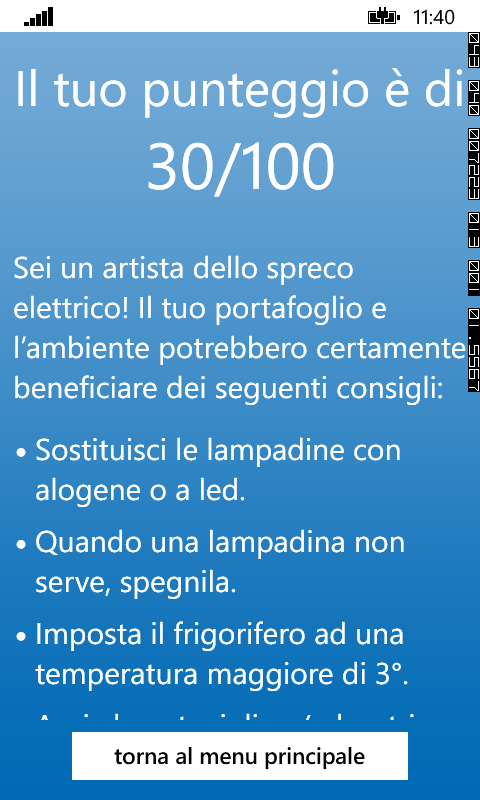 11:40
Il tuo punteggio è di
30/100
Sei un artista dello spreco
elettrico! Il tuo portafoglio e
l'ambiente potrebbero certamente
beneficiare dei seguenti consigli:
• Sostituisci le lampadine con
alogene o a led.
• Quando una lampadina non
serve, spegnila.
• Imposta il frigorifero ad una
temperatura maggiore di 3°.
torna al menu principale
043 040 007223 013 001 01.5567